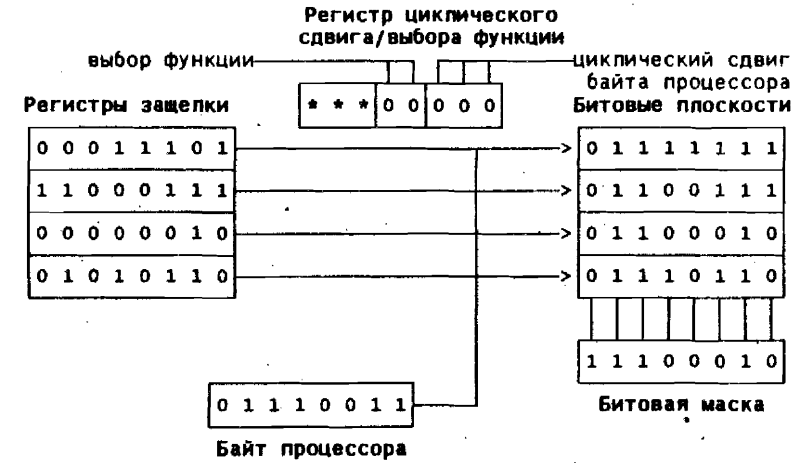 Регистр циклического
сдвига/выбора функции
выбор функции
циклический сдвиг
байта процессора
Регистры защелки
* * * 0 0 0 0 0
Битовые плоскости
0 0 0 1 1 1 0 1
0 1 1 1 1 1 1 1
1 1 0 0 0 1 1 1
0 1 1 0 0 1 1 1
0 0 0 0 0 0 1 0
0 1 1 0 0 0 1 0
0 1 0 1 0 1 1 0
0 1 1 1 0 1 1 0
1 1 1 0 0 0 1 0
0 1 1 1 0 0 1 1
Битовая маска
Байт процессора